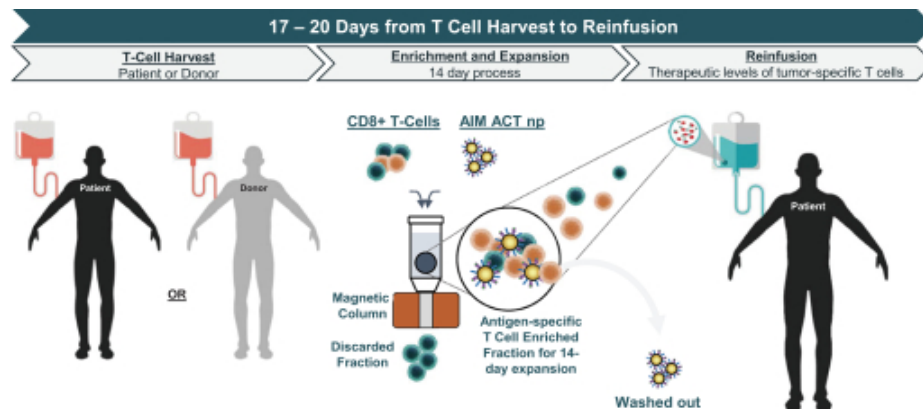 17 – 20 Days from T Cell Harvest to Reinfusion
T-Cell Harvest
Patient or Donor
Enrichment and Expansion
14 day process
Reinfusion
Therapeutic levels of tumor-specific T cells
CD8+ T-Cells
AIM ACT np
Patient
Donor
OR
Magnetic
Column
Discarded
Fraction
Antigen-specific
T Cell Enriched
Fraction for 14-
day expansion
Washed out
Patient